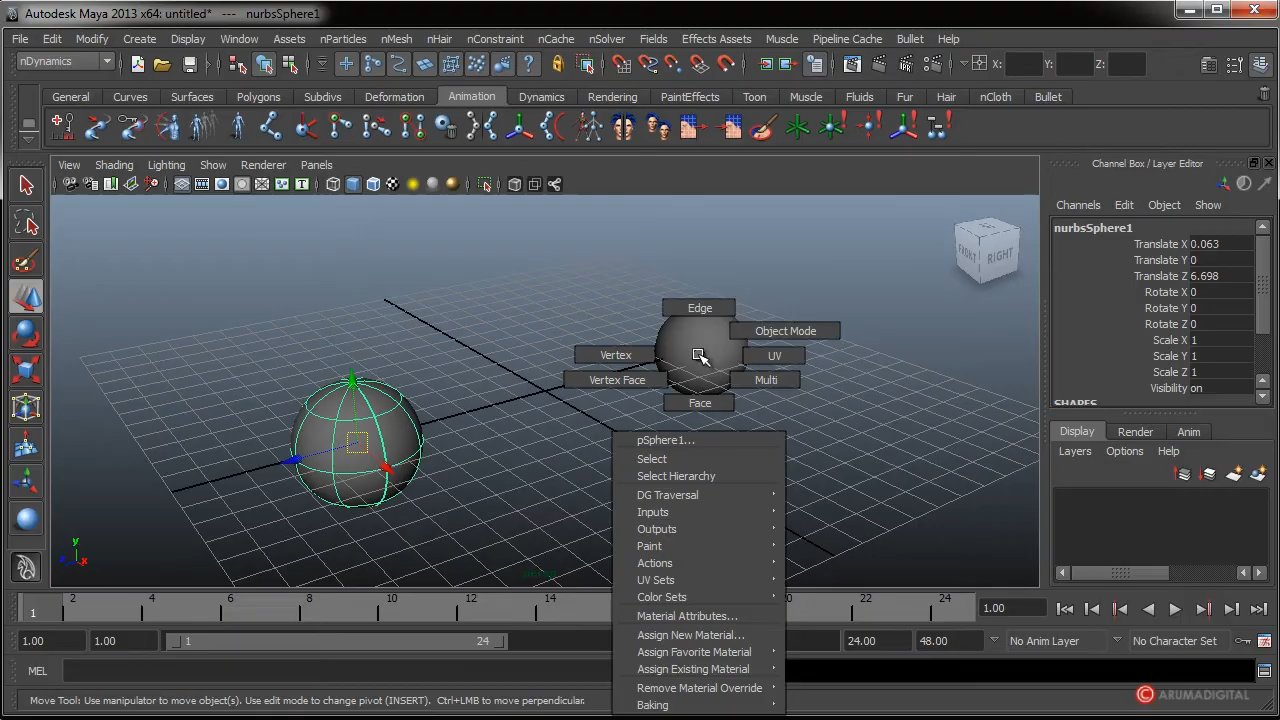 Autodesk Maya 2013 x64: untitled* --- nurbsSphere1
File Edit Modify Create Display Window Assets nParticles nMesh nHair nConstraint nCache nSolver Fields Effects Assets Muscle Pipeline Cache Bullet Help
nDynamics X: Y: Z:
General Curves Surfaces Polygons Subdivs Deformation Animation Dynamics Rendering PaintEffects Toon Muscle Fluids Fur Hair nCloth Bullet
View Shading Lighting Show Renderer Panels
Channel Box / Layer Editor
Channels Edit Object Show
nurbsSphere1
Translate X 0.063
Translate Y 0
Translate Z 6.698
Rotate X 0
Rotate Y 0
Rotate Z 0
Scale X 1
Scale Y 1
Scale Z 1
Visibility on
SHAPES
FRONT RIGHT
Edge
Object Mode
Vertex UV
Vertex Face Multi
Face
pSphere1...
Select
Select Hierarchy
DG Traversal
Inputs
Outputs
Paint
Actions
UV Sets
Color Sets
Material Attributes...
Assign New Material...
Assign Favorite Material
Assign Existing Material
Remove Material Override
Baking
Display Render Anim
Layers Options Help
y
z x
persp
1 2 4 6 8 10 12 14 20 22 24 1.00
1.00 1.00 1 24 24.00 48.00 No Anim Layer No Character Set
MEL
Move Tool: Use manipulator to move object(s). Use edit mode to change pivot (INSERT). Ctrl+LMB to move perpendicular.
© ARUMADIGITAL